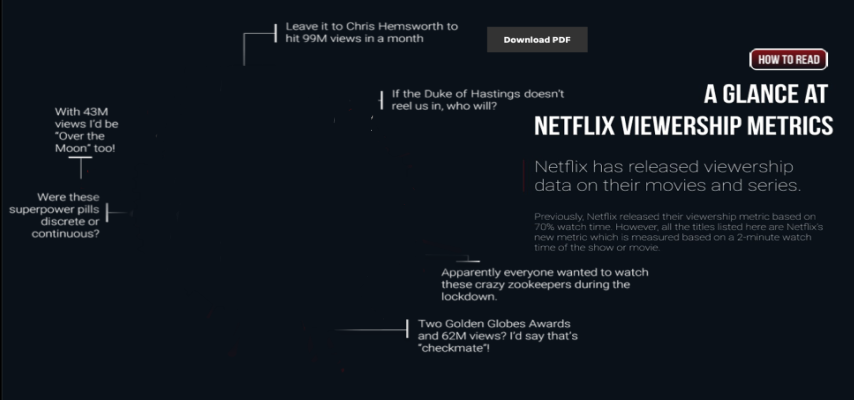 Leave it to Chris Hemsworth to
hit 99M views in a month
Download PDF
HOW TO READ
A GLANCE AT
NETFLIX VIEWERSHIP METRICS
If the Duke of Hastings doesn't
reel us in, who will?
With 43M
views I'd be
"Over the
Moon" too!
Netflix has released viewership
data on their movies and series.
Were these
superpower pills
discrete or
continuous?
Previously, Netflix released their viewership metric based on
70% watch time. However, all the titles listed here are Netflix's
new metric which is measured based on a 2-minute watch
time of the show or movie.
Apparently everyone wanted to watch
these crazy zookeepers during the
lockdown.
Two Golden Globes Awards
and 62M views? I'd say that's
"checkmate"!